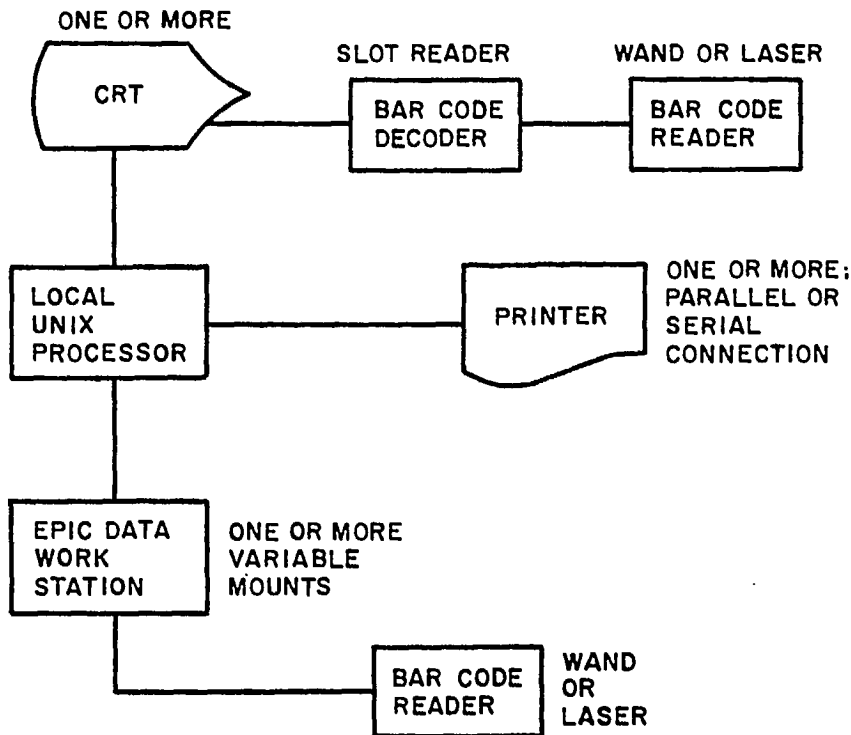 ONE OR MORE
CRT
SLOT READER
BAR CODE
DECODER
WAND OR LASER
BAR CODE
READER
LOCAL
UNIX
PROCESSOR
PRINTER
ONE OR MORE;
PARALLEL OR
SERIAL
CONNECTION
EPIC DATA
WORK
STATION
ONE OR MORE
VARIABLE
MOUNTS
BAR CODE
READER
WAND
OR
LASER